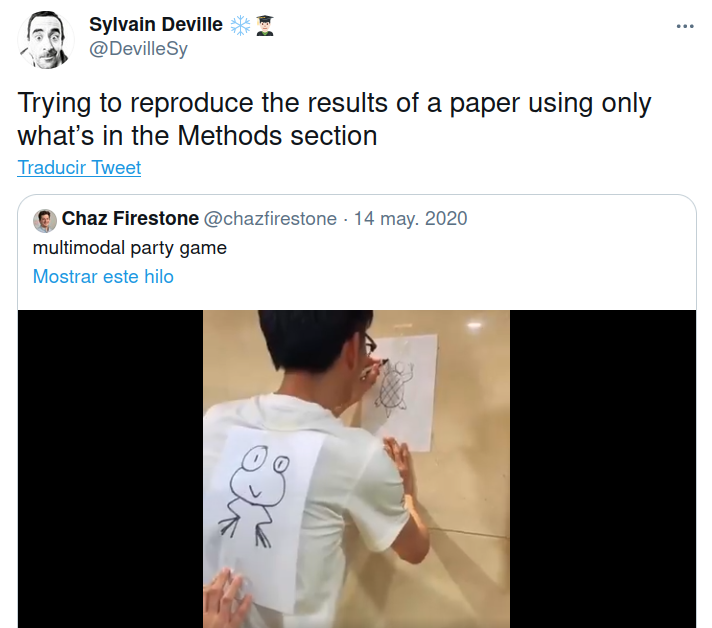 Sylvain Deville ❄️👨🏻‍🎓
@DevilleSy
Trying to reproduce the results of a paper using only
what’s in the Methods section
Traducir Tweet
Chaz Firestone @chazfirestone · 14 may. 2020
multimodal party game
Mostrar este hilo